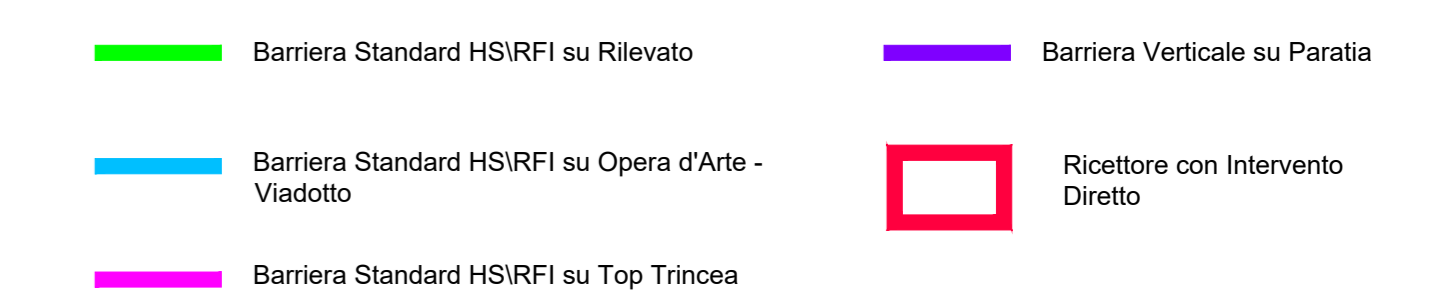 Barriera Standard HS\RFI su Rilevato
Barriera Standard HS\RFI su Opera d'Arte -
Viadotto
Barriera Standard HS\RFI su Top Trincea
Barriera Verticale su Paratia
Ricettore con Intervento
Diretto